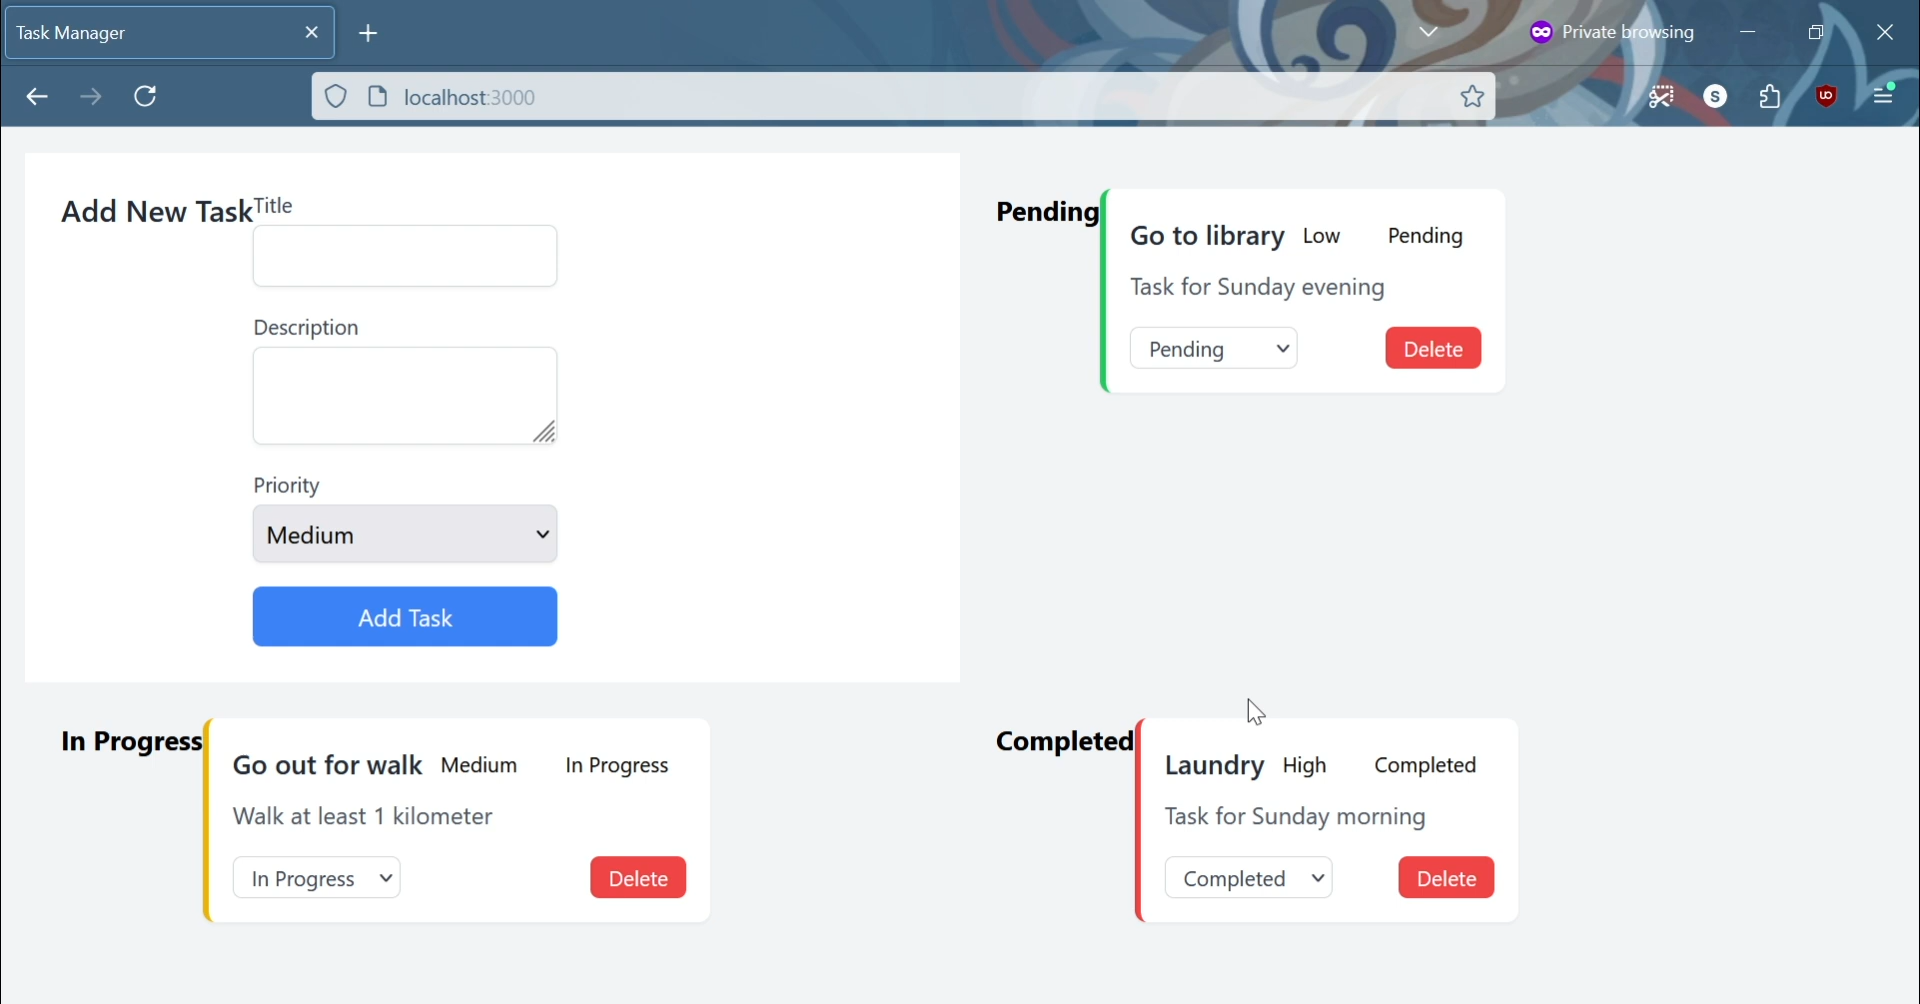 Task Manager
Private browsing
localhost:3000
S
uo
Add New Task
Title
Description
Priority
Medium
Add Task
Pending
Go to library Low Pending
Task for Sunday evening
Pending Delete
In Progress
Go out for walk Medium In Progress
Walk at least 1 kilometer
In Progress Delete
Completed
Laundry High Completed
Task for Sunday morning
Completed Delete